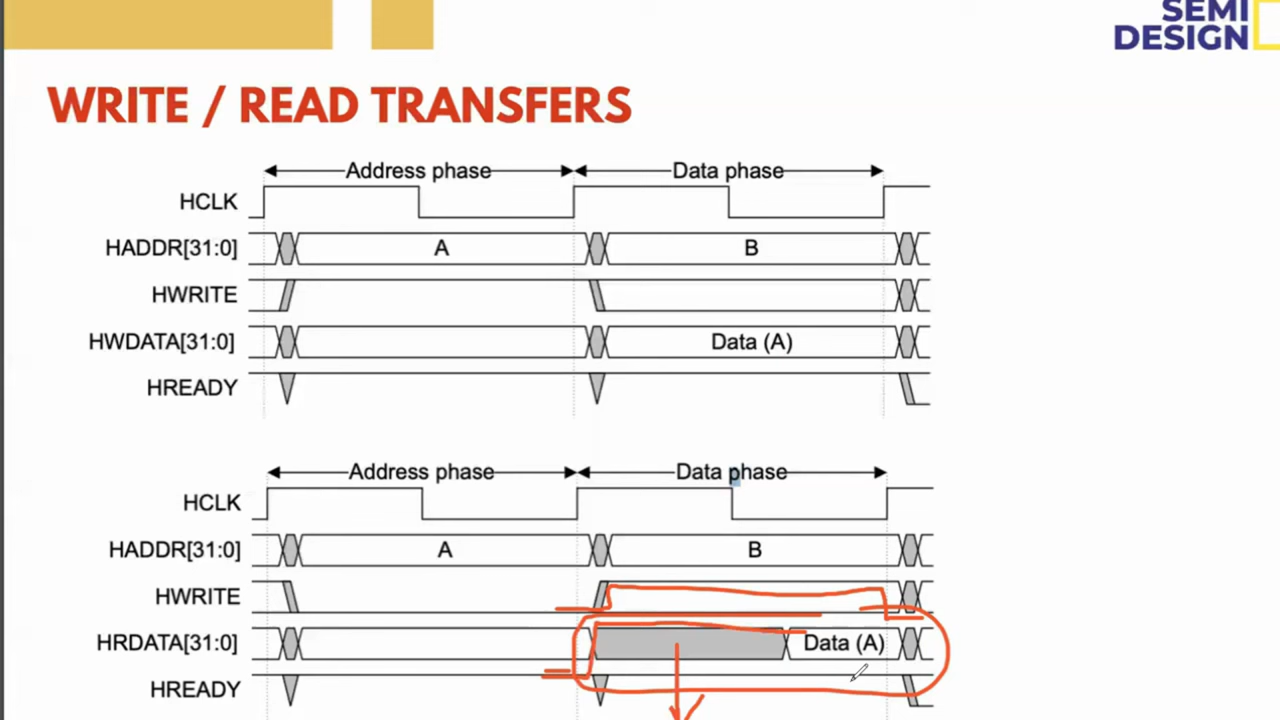 SEMI
DESIGN
WRITE / READ TRANSFERS
Address phase Data phase
HCLK
HADDR[31:0] A B
HWRITE
HWDATA[31:0] Data (A)
HREADY
Address phase Data phase
HCLK
HADDR[31:0] A B
HWRITE
HRDATA[31:0] Data (A)
HREADY